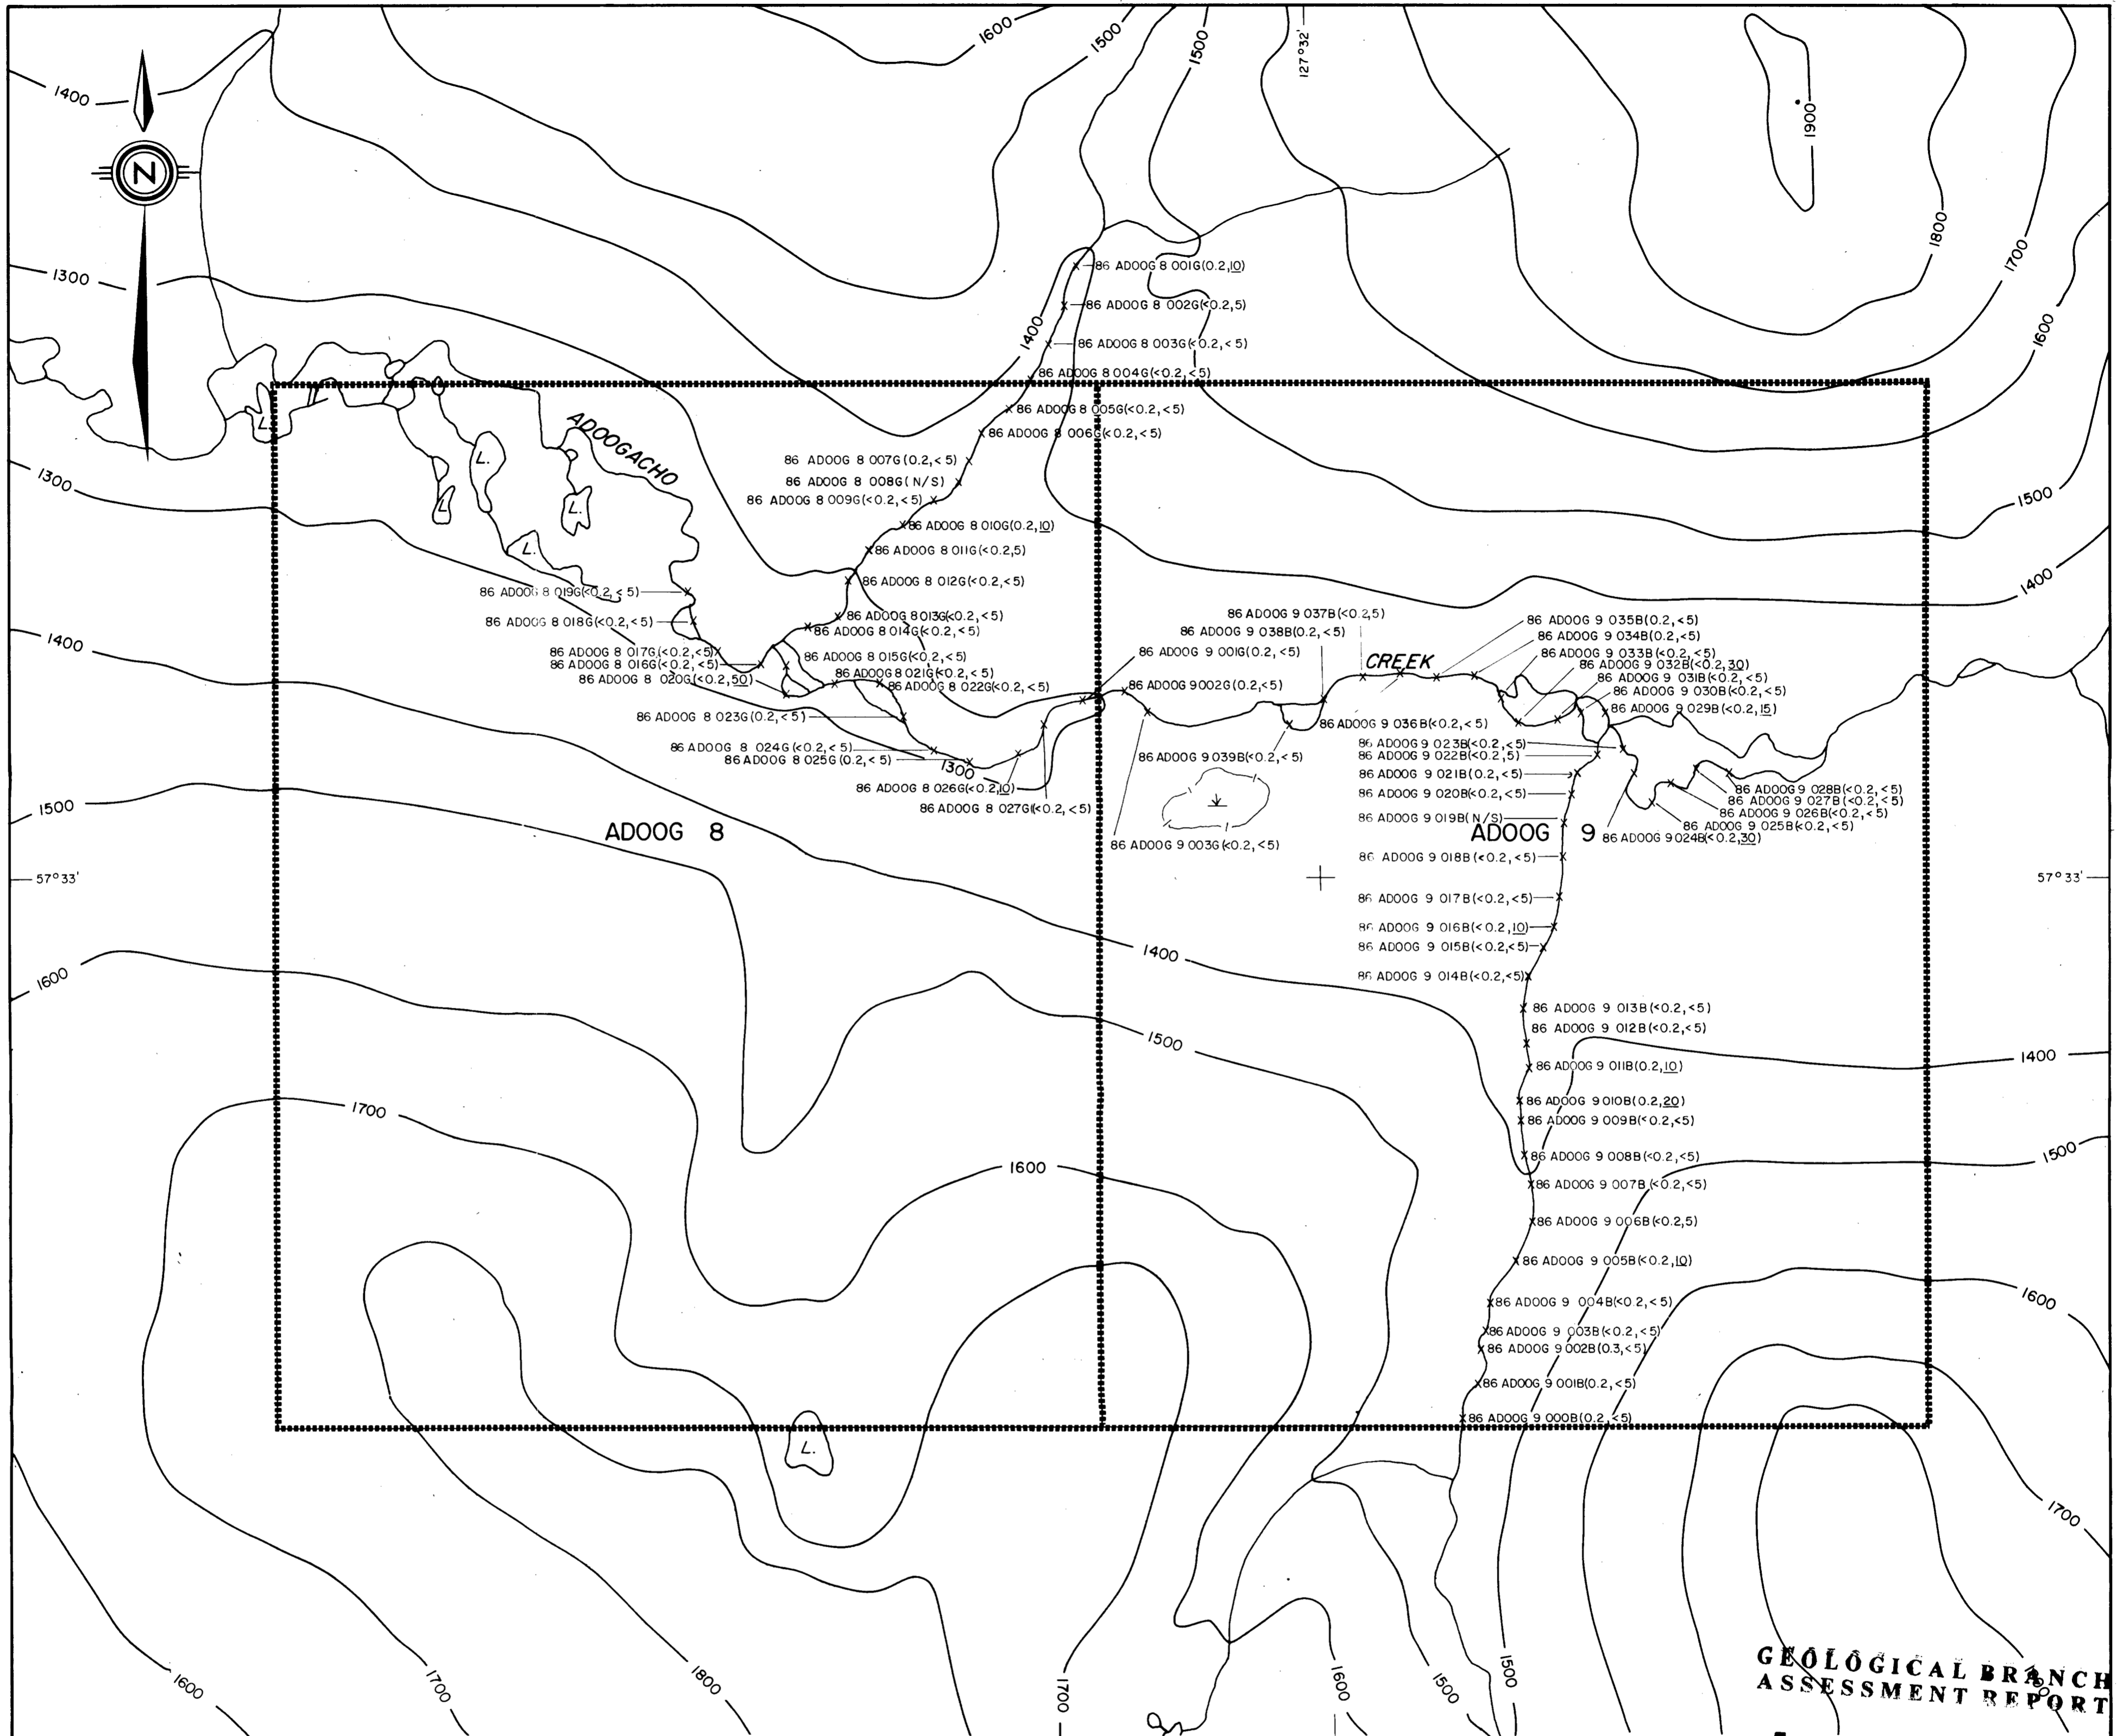 1600
1500
1500
127°32'
1400
1900
N
1800
1700
1300
86 ADOOG 8 001G(0.2,10)
86 ADOOG 8 002G(<0.2,5)
1400
1600
86 ADOOG 8 003G(<0.2,<5)
86 ADOOG 8 004G(<0.2,<5)
L.
ADOOGACHO
86 ADOOG 8 005G(<0.2,<5)
86 ADOOG 8 006G(<0.2,<5)
L.
86 ADOOG 8 007G(0.2,<5)
1300
86 ADOOG 8 008G(N/S)
86 ADOOG 8 009G(<0.2,<5)
1500
L.
L.
86 ADOOG 8 010G(0.2,10)
L.
86 ADOOG 8 011G(<0.2,5)
86 ADOOG 8 012G(<0.2,<5)
1400
86 ADOOG 8 019G(<0.2,<5)
86 ADOOG 8 013G(<0.2,<5)
86 ADOOG 9 037B(<0.2,5)
86 ADOOG 9 035B(0.2,<5)
86 ADOOG 8 018G(<0.2,<5)
86 ADOOG 8 014G(<0.2,<5)
86 ADOOG 9 038B(<0.2,<5)
86 ADOOG 9 034B(<0.2,<5)
1400
86 ADOOG 8 017G(<0.2,<5)
86 ADOOG 8 015G(<0.2,<5)
86 ADOOG 9 001G(<0.2,<5)
86 ADOOG 9 033B(<0.2,<5)
86 ADOOG 8 016G(<0.2,<5)
CREEK
86 ADOOG 9 032B(<0.2,30)
86 ADOOG 8 021G(<0.2,<5)
86 ADOOG 9 031B(<0.2,<5)
86 ADOOG 8 020G(<0.2,50)
86 ADOOG 8 022G(<0.2,<5)
86 ADOOG 9 002G(0.2,<5)
86 ADOOG 9 030B(<0.2,<5)
86 ADOOG 9 029B(<0.2,15)
86 ADOOG 8 023G(0.2,<5)
86 ADOOG 9 036B(<0.2,<5)
86 ADOOG 9 023B(<0.2,<5)
86 ADOOG 8 024G(<0.2,<5)
86 ADOOG 9 039B(<0.2,<5)
86 ADOOG 9 022B(<0.2,5)
86 ADOOG 8 025G(0.2,<5)
1300
86 ADOOG 9 021B(0.2,<5)
86 ADOOG 8 026G(<0.2,10)
86 ADOOG 9 028B(<0.2,<5)
86 ADOOG 9 020B(<0.2,<5)
86 ADOOG 9 027B(<0.2,<5)
1500
86 ADOOG 8 027G(<0.2,<5)
86 ADOOG 9 026B(<0.2,<5)
86 ADOOG 9 019B(N/S)
86 ADOOG 9 025B(<0.2,<5)
ADOOG 8
ADOOG 9
86 ADOOG 9 024B(<0.2,30)
86 ADOOG 9 003G(<0.2,<5)
86 ADOOG 9 018B(<0.2,<5)
57°33'
57°33'
86 ADOOG 9 017B(<0.2,<5)
86 ADOOG 9 016B(<0.2,10)
86 ADOOG 9 015B(<0.2,<5)
1400
1600
86 ADOOG 9 014B(<0.2,<5)
86 ADOOG 9 013B(<0.2,<5)
86 ADOOG 9 012B(<0.2,<5)
1500
1400
86 ADOOG 9 011B(0.2,10)
86 ADOOG 9 010B(0.2,20)
1700
86 ADOOG 9 009B(<0.2,<5)
1500
86 ADOOG 9 008B(<0.2,<5)
1600
86 ADOOG 9 007B(<0.2,<5)
86 ADOOG 9 006B(<0.2,5)
86 ADOOG 9 005B(<0.2,10)
1600
86 ADOOG 9 004B(<0.2,<5)
86 ADOOG 9 003B(<0.2,<5)
86 ADOOG 9 002B(0.3,<5)
86 ADOOG 9 001B(0.2,<5)
86 ADOOG 9 000B(0.2,<5)
L.
1700
GEOLOGICAL BRANCH
ASSESSMENT REPORT
1600
1700
1800
1700
1600
1500
1500